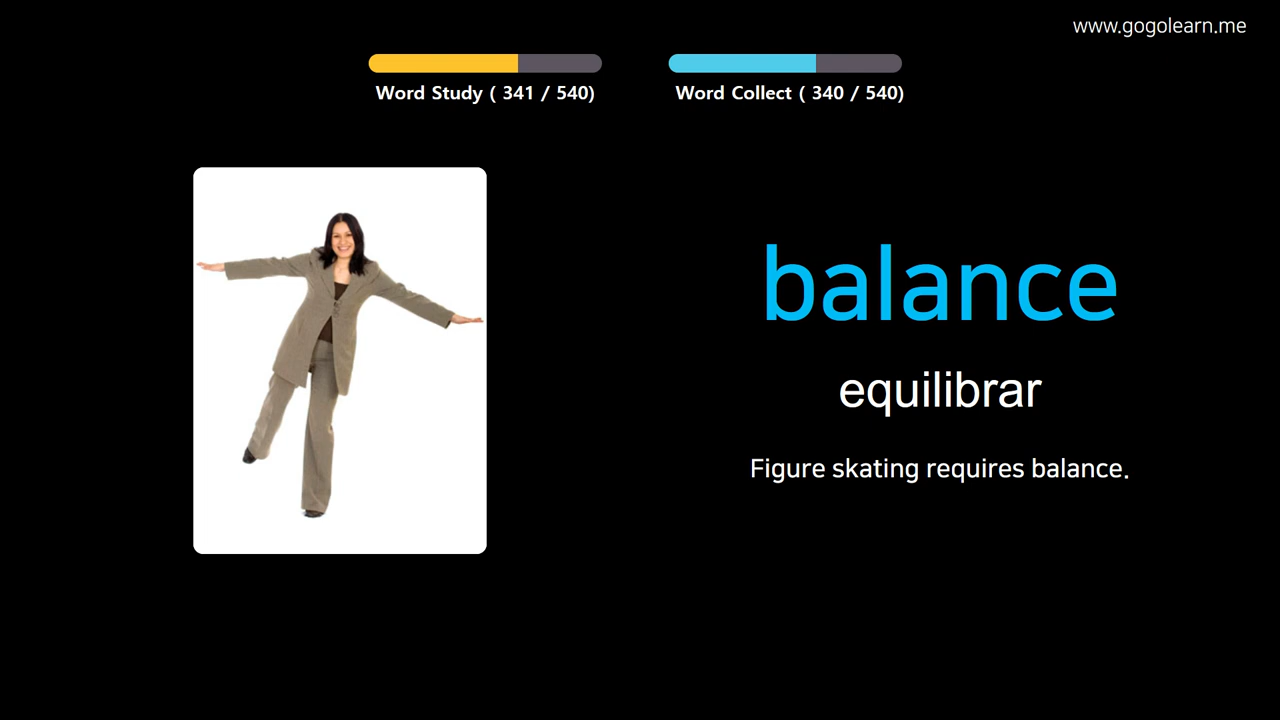 www.gogolearn.me
Word Study ( 341 / 540)
Word Collect ( 340 / 540)
balance
equilibrar
Figure skating requires balance.